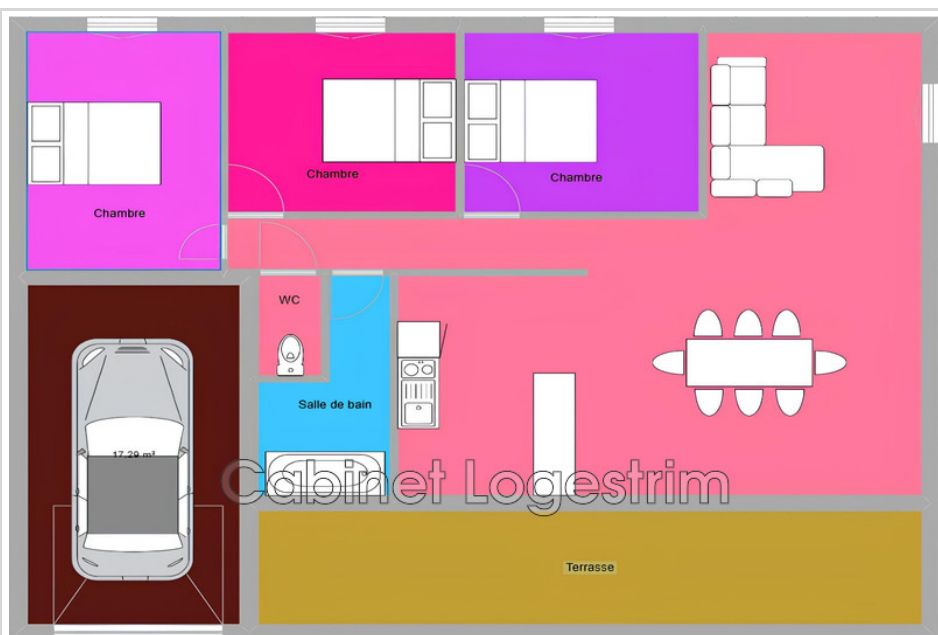 Chambre
Chambre
Chambre
WC
Salle de bain
17,29 m²
Cabinet Logestrim
Terrasse